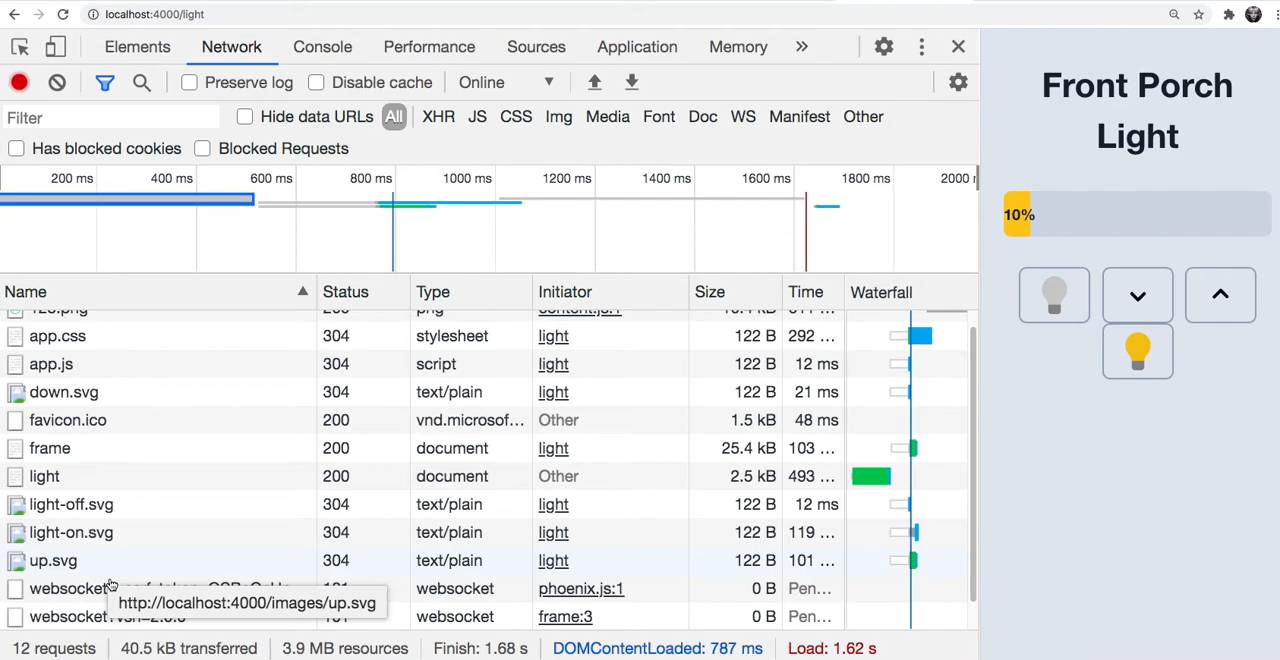 localhost:4000/light
Elements Network Console Performance Sources Application Memory »
Preserve log Disable cache Online
Filter Hide data URLs All XHR JS CSS Img Media Font Doc WS Manifest Other
Has blocked cookies Blocked Requests
200 ms 400 ms 600 ms 800 ms 1000 ms 1200 ms 1400 ms 1600 ms 1800 ms 2000
Name Status Type Initiator Size Time Waterfall
app.css 304 stylesheet light 122 B 292 ...
app.js 304 script light 122 B 12 ms
down.svg 304 text/plain light 122 B 21 ms
favicon.ico 200 vnd.microsof... Other 1.5 kB 48 ms
frame 200 document light 25.4 kB 103 ...
light 200 document Other 2.5 kB 493 ...
light-off.svg 304 text/plain light 122 B 12 ms
light-on.svg 304 text/plain light 122 B 119 ...
up.svg 304 text/plain light 122 B 101 ...
websocket websocket phoenix.js:1 0 B Pen...
http://localhost:4000/images/up.svg
websocket websocket frame:3 0 B Pen...
12 requests 40.5 kB transferred 3.9 MB resources Finish: 1.68 s DOMContentLoaded: 787 ms Load: 1.62 s
Front Porch
Light
10%